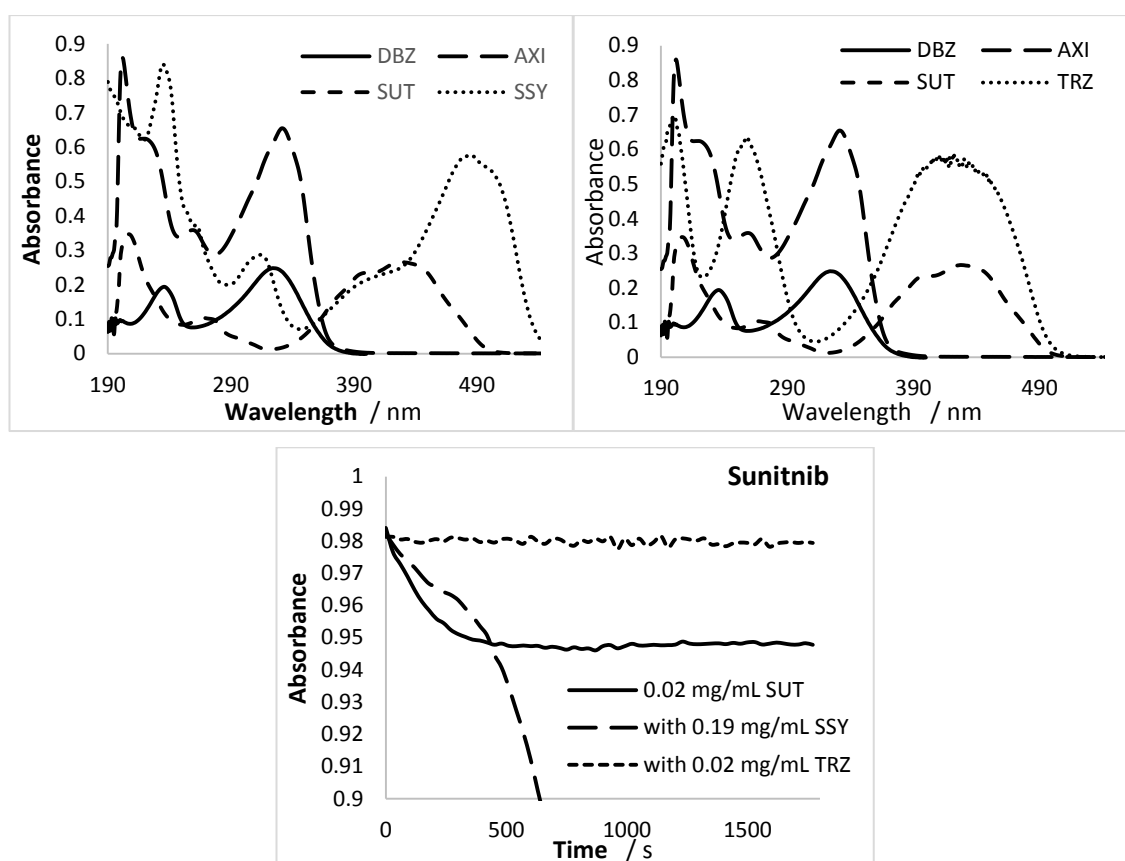 0.9
0.8
0.7
0.6
0.5
0.4
0.3
0.2
0.1
0
Absorbance
DBZ AXI
SUT SSY
190 290 390 490
Wavelength / nm
0.9
0.8
0.7
0.6
0.5
0.4
0.3
0.2
0.1
0
Absorbance
DBZ AXI
SUT TRZ
190 290 390 490
Wavelength / nm
Sunitnib
1
0.99
0.98
0.97
0.96
0.95
0.94
0.93
0.92
0.91
0.9
Absorbance
0.02 mg/mL SUT
with 0.19 mg/mL SSY
with 0.02 mg/mL TRZ
0 500 1000 1500
Time / s